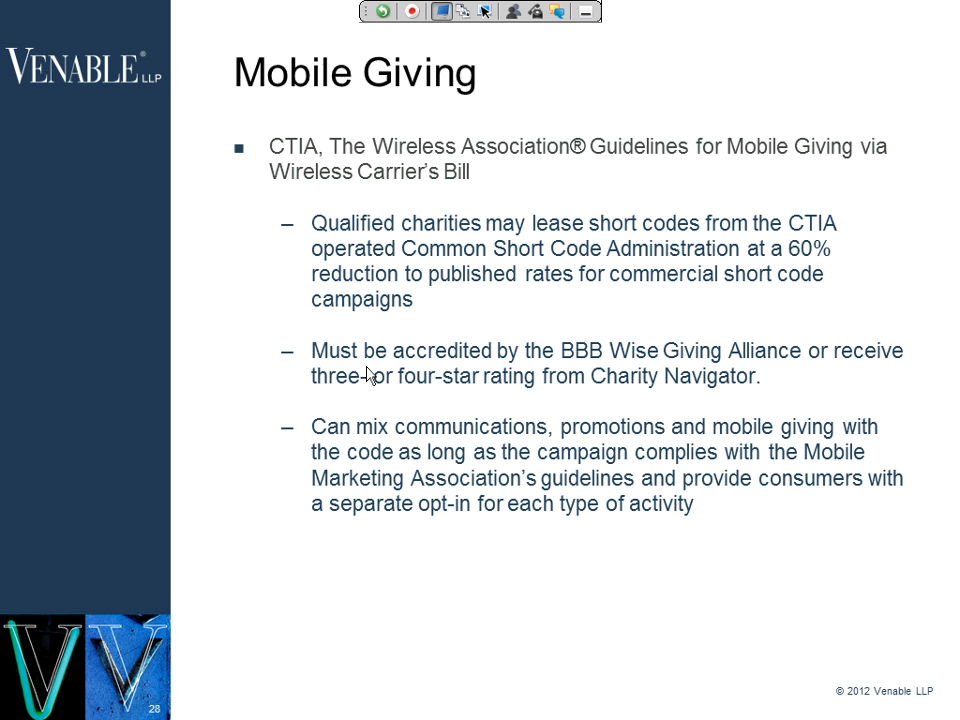 VENABLE® LLP
Mobile Giving
CTIA, The Wireless Association® Guidelines for Mobile Giving via
Wireless Carrier's Bill
– Qualified charities may lease short codes from the CTIA
operated Common Short Code Administration at a 60%
reduction to published rates for commercial short code
campaigns
– Must be accredited by the BBB Wise Giving Alliance or receive
three- or four-star rating from Charity Navigator.
– Can mix communications, promotions and mobile giving with
the code as long as the campaign complies with the Mobile
Marketing Association's guidelines and provide consumers with
a separate opt-in for each type of activity
© 2012 Venable LLP
28